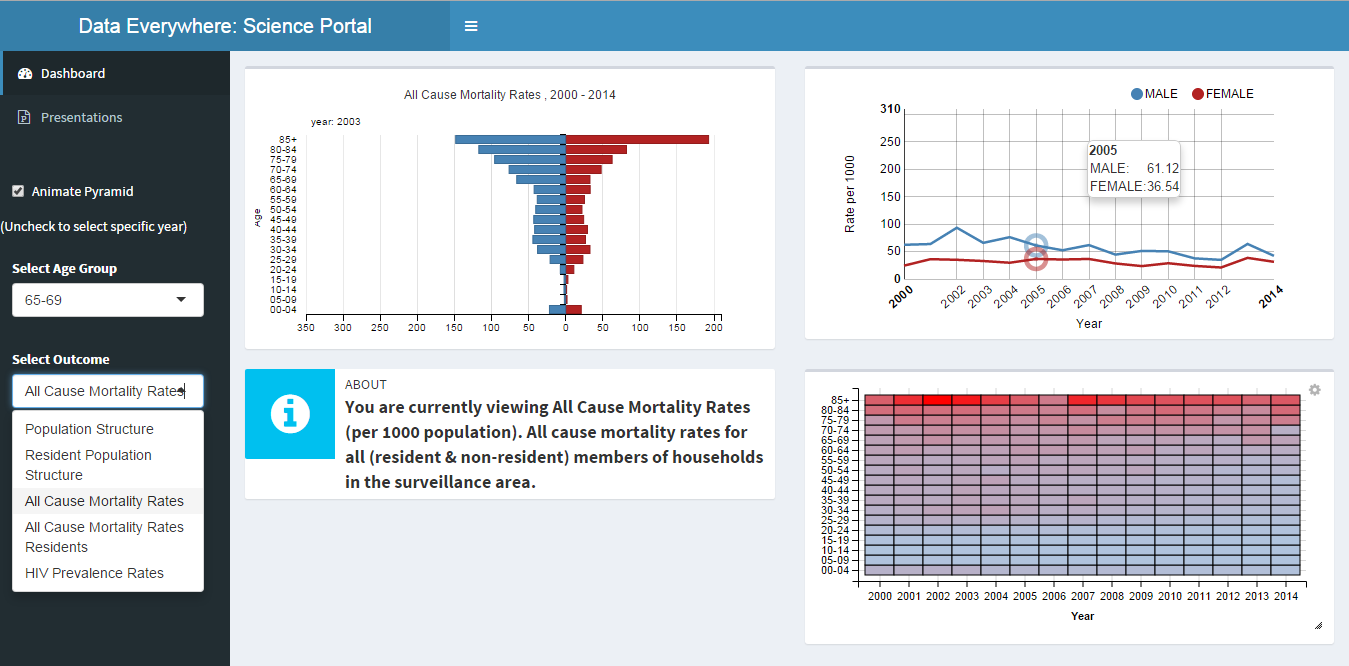 Data Everywhere: Science Portal
Dashboard
Presentations
Animate Pyramid
(Uncheck to select specific year)
Select Age Group
65-69
Select Outcome
All Cause Mortality Rates
Population Structure
Resident Population
Structure
All Cause Mortality Rates
All Cause Mortality Rates
Residents
HIV Prevalence Rates
All Cause Mortality Rates , 2000 - 2014
year: 2003
Age
85+
80-84
75-79
70-74
65-69
60-64
55-59
50-54
45-49
40-44
35-39
30-34
25-29
20-24
15-19
10-14
05-09
00-04
350 300 250 200 150 100 50 0 50 100 150 200
MALE FEMALE
Rate per 1000
310
250
200
150
100
50
0
2005
MALE: 61.12
FEMALE: 36.54
2000 2002 2003 2004 2005 2006 2007 2008 2009 2010 2011 2012 2014
Year
ABOUT
You are currently viewing All Cause Mortality Rates
(per 1000 population). All cause mortality rates for
all (resident & non-resident) members of households
in the surveillance area.
85+
80-84
75-79
70-74
65-69
60-64
55-59
50-54
45-49
40-44
35-39
30-34
25-29
20-24
15-19
10-14
05-09
00-04
2000 2001 2002 2003 2004 2005 2006 2007 2008 2009 2010 2011 2012 2013 2014
Year